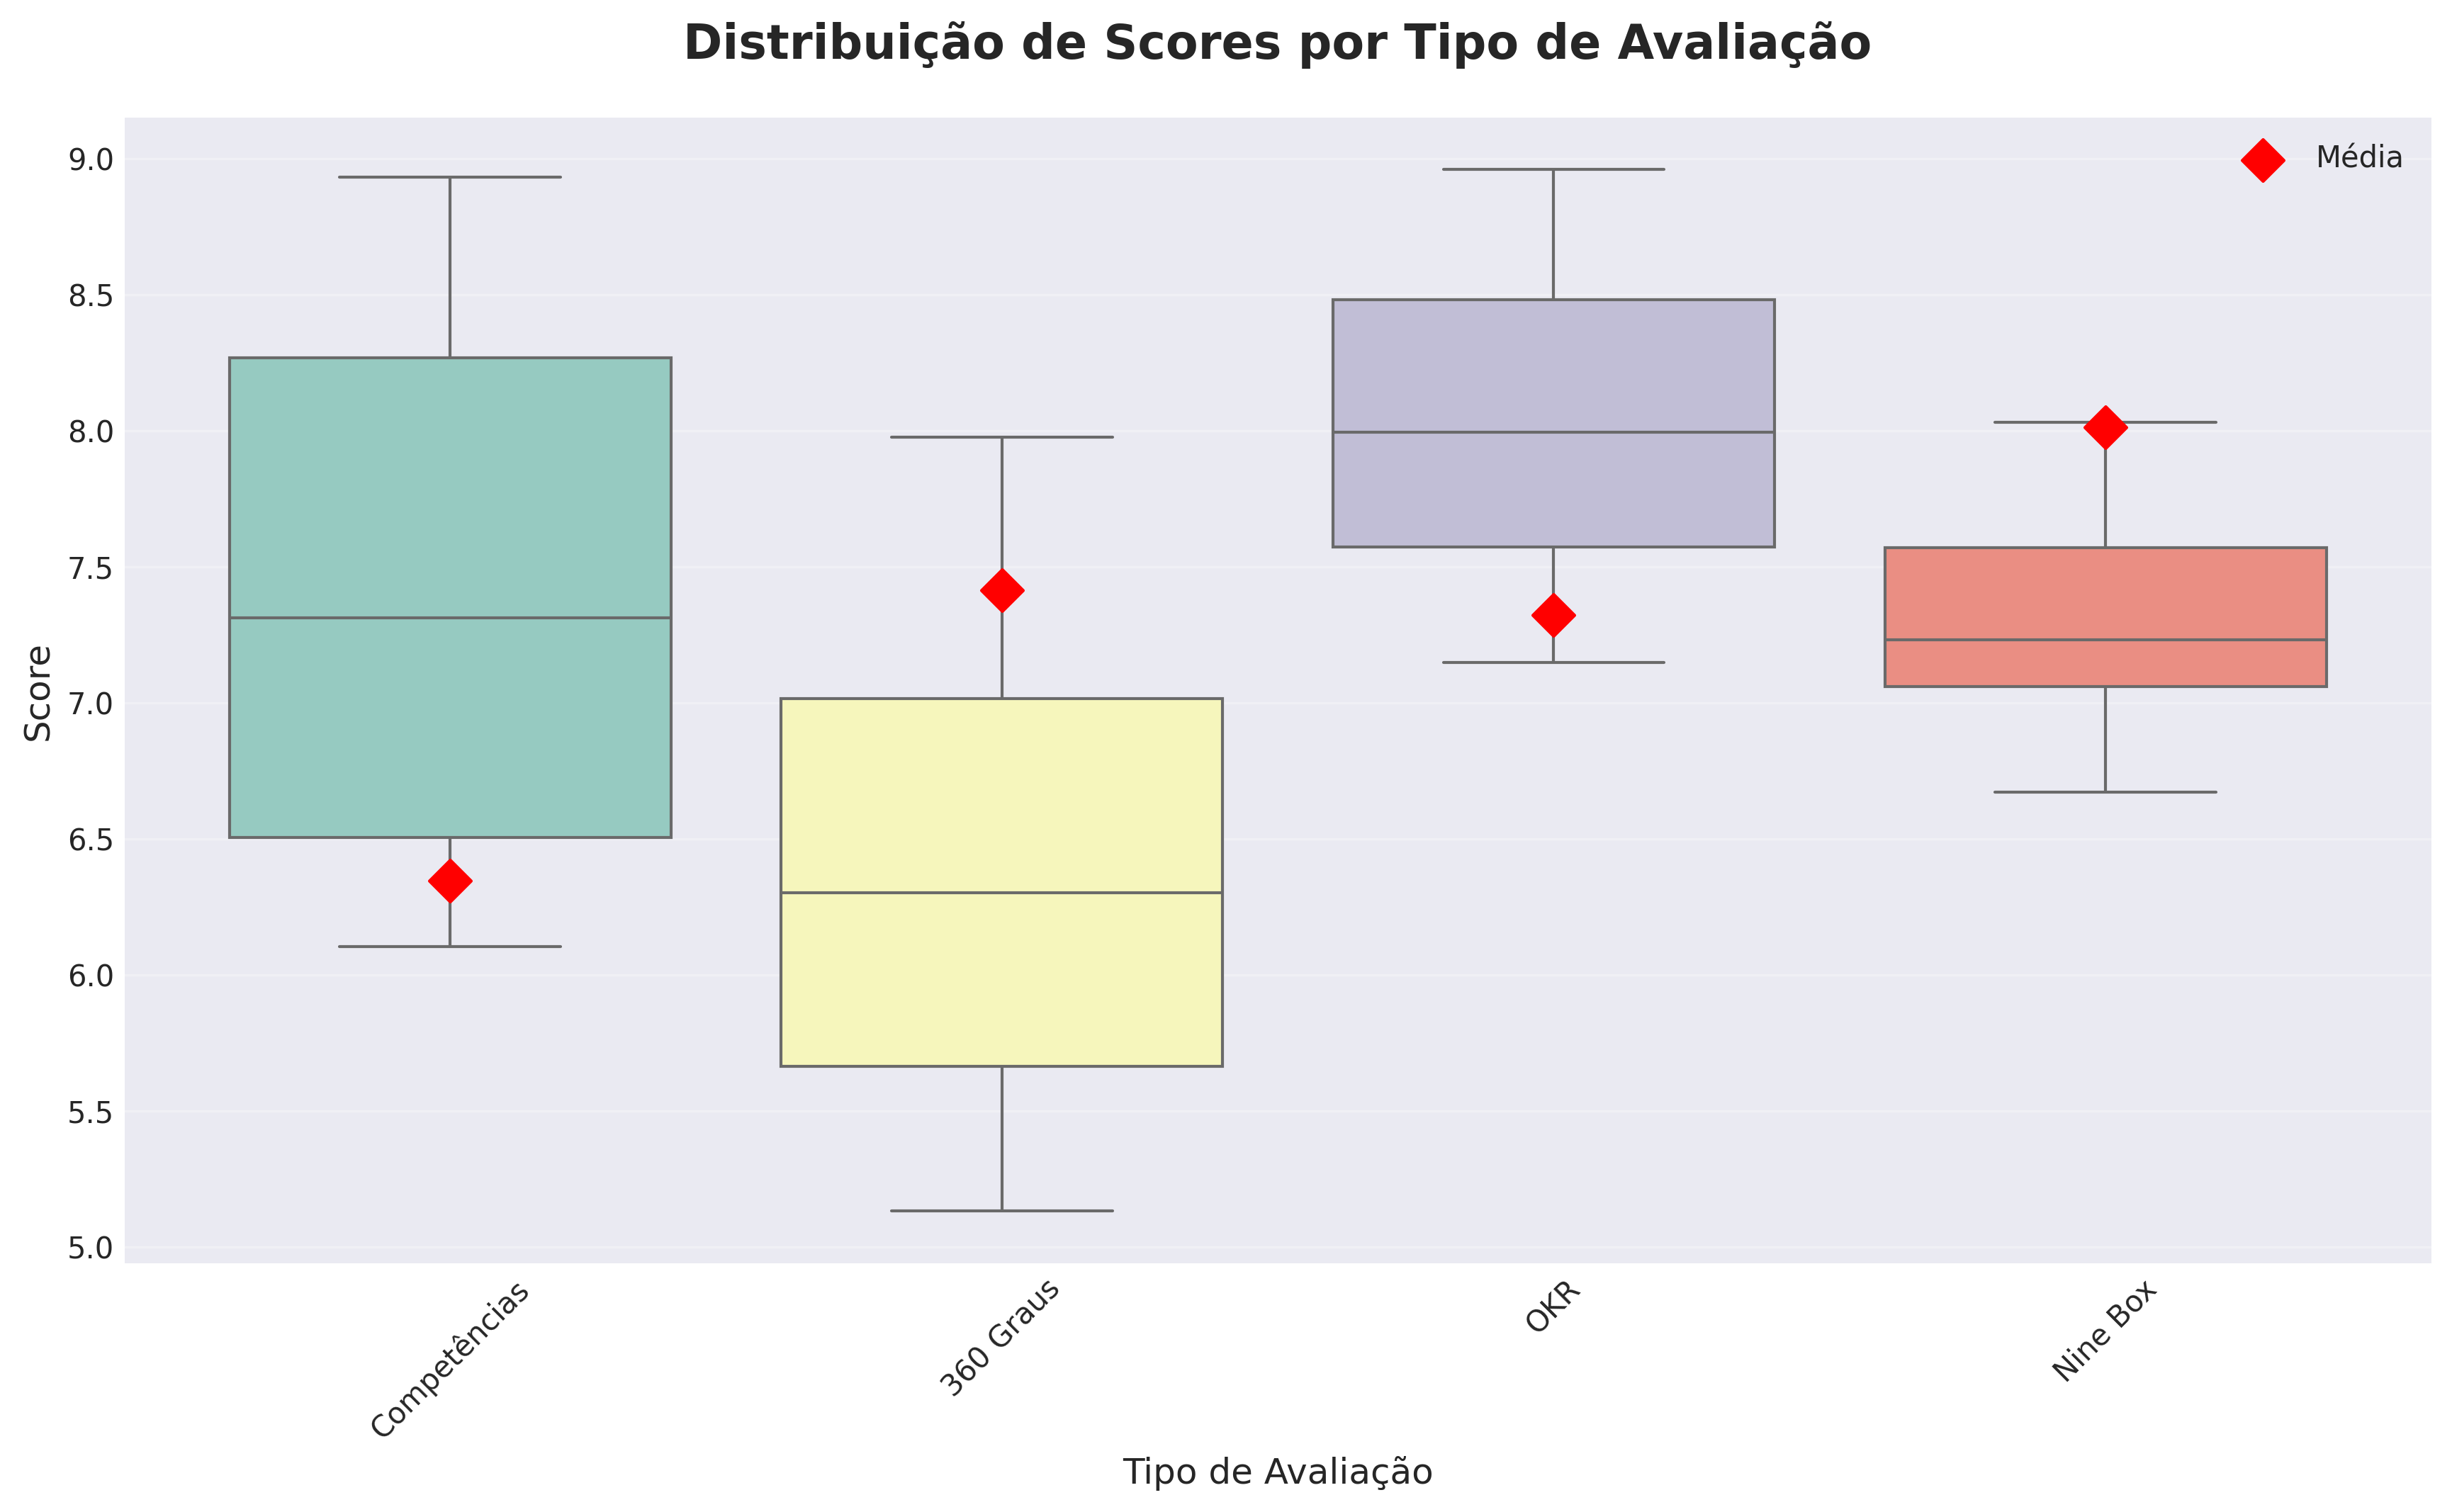 Distribuição de Scores por Tipo de Avaliação
Média
Score
9.0
8.5
8.0
7.5
7.0
6.5
6.0
5.5
5.0
Competências
360 Graus
OKR
Nine Box
Tipo de Avaliação